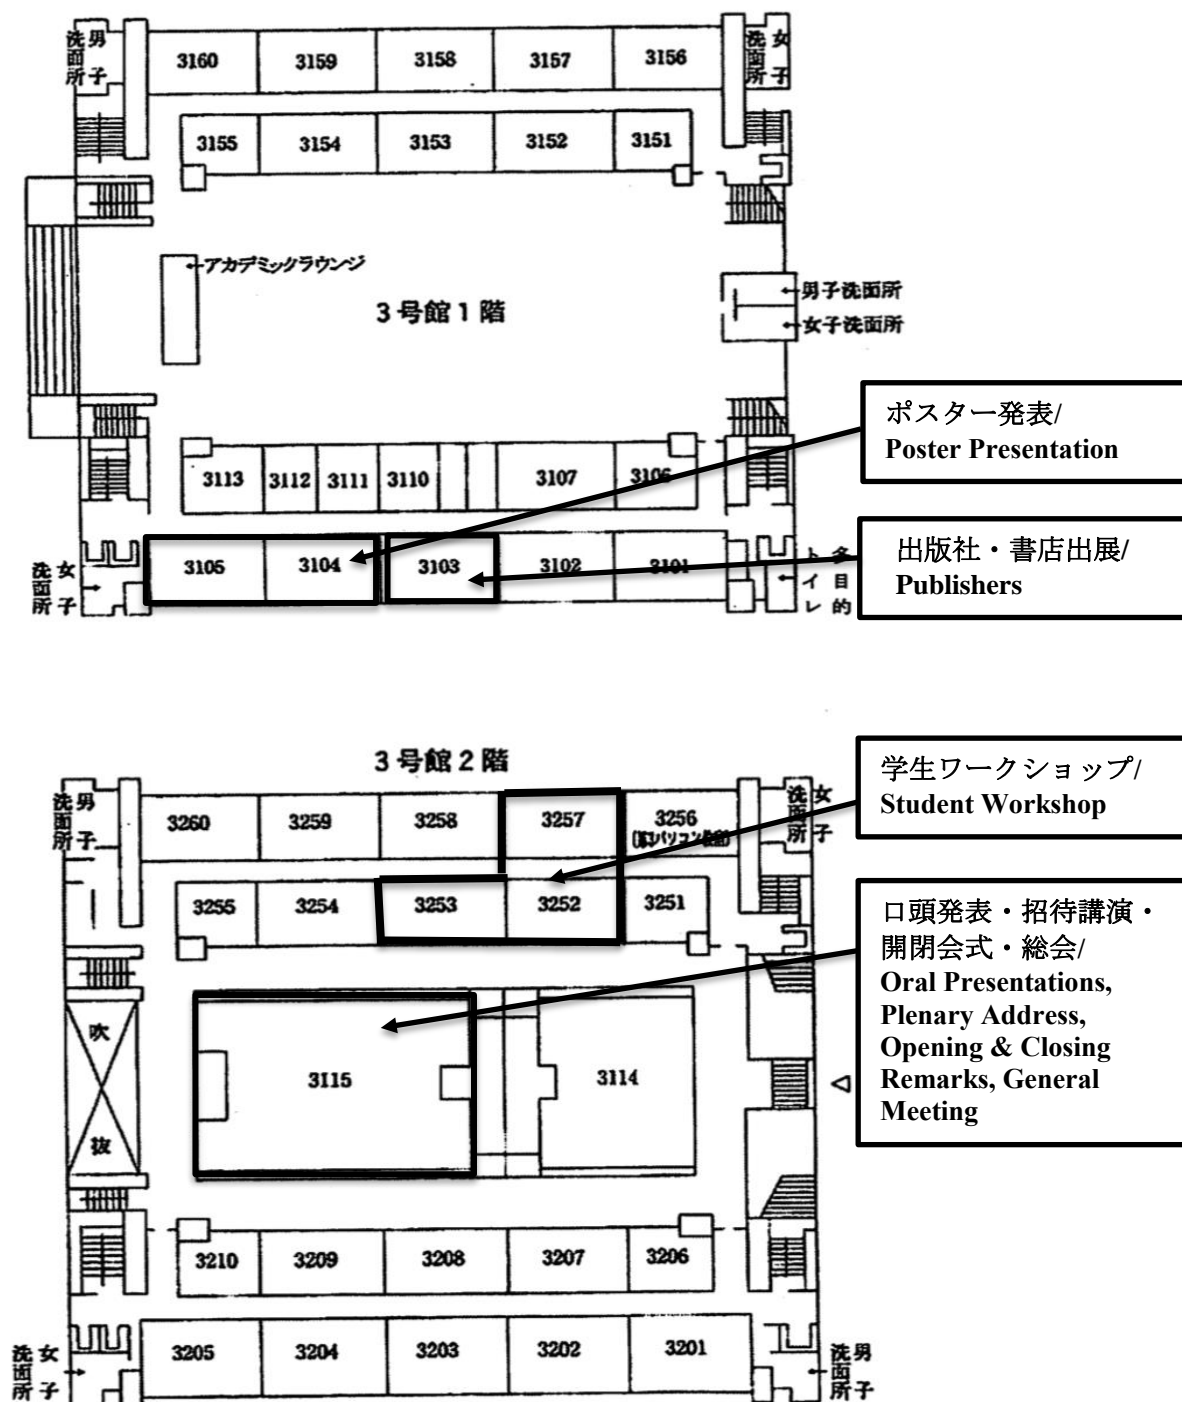 男子
洗面所
3160
3159
3158
3157
3156
女子
洗面所
3155
3154
3153
3152
3151
←アカデミックラウンジ
3号館1階
←男子洗面所
←女子洗面所
ポスター発表/
Poster Presentation
3113
3112
3111
3110
3107
3106
出版社・書店出展/
Publishers
女子
洗面所
3105
3104
3103
3102
3101
多目的
トイレ
3号館2階
学生ワークショップ/
Student Workshop
男子
洗面所
3260
3259
3258
3257
3256
女子
洗面所
3255
3254
3253
3252
3251
口頭発表・招待講演・
開閉会式・総会/
Oral Presentations,
Plenary Address,
Opening & Closing
Remarks, General
Meeting
吹
抜
3115
3114
3210
3209
3208
3207
3206
女子
洗面所
3205
3204
3203
3202
3201
男子
洗面所